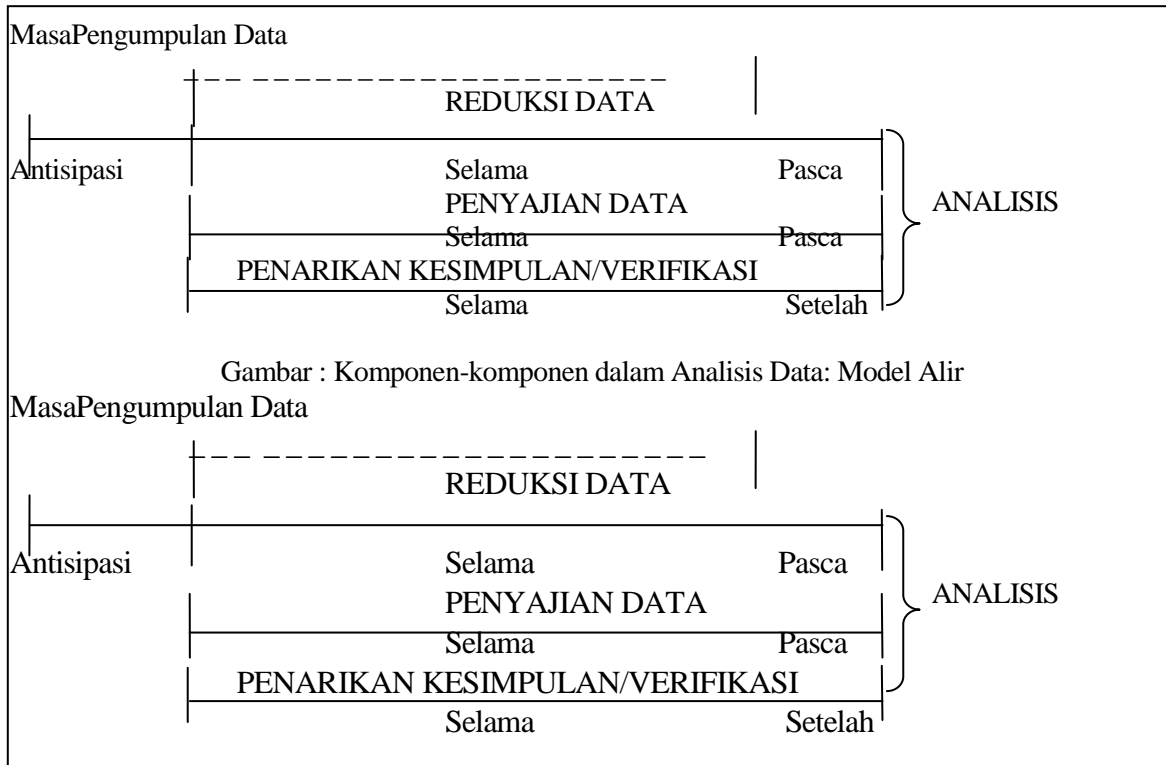 MasaPengumpulan Data
REDUKSI DATA
Antisipasi Selama Pasca
PENYAJIAN DATA
ANALISIS
Selama Pasca
PENARIKAN KESIMPULAN/VERIFIKASI
Selama Setelah
Gambar : Komponen-komponen dalam Analisis Data: Model Alir
MasaPengumpulan Data
REDUKSI DATA
Antisipasi Selama Pasca
PENYAJIAN DATA
ANALISIS
Selama Pasca
PENARIKAN KESIMPULAN/VERIFIKASI
Selama Setelah